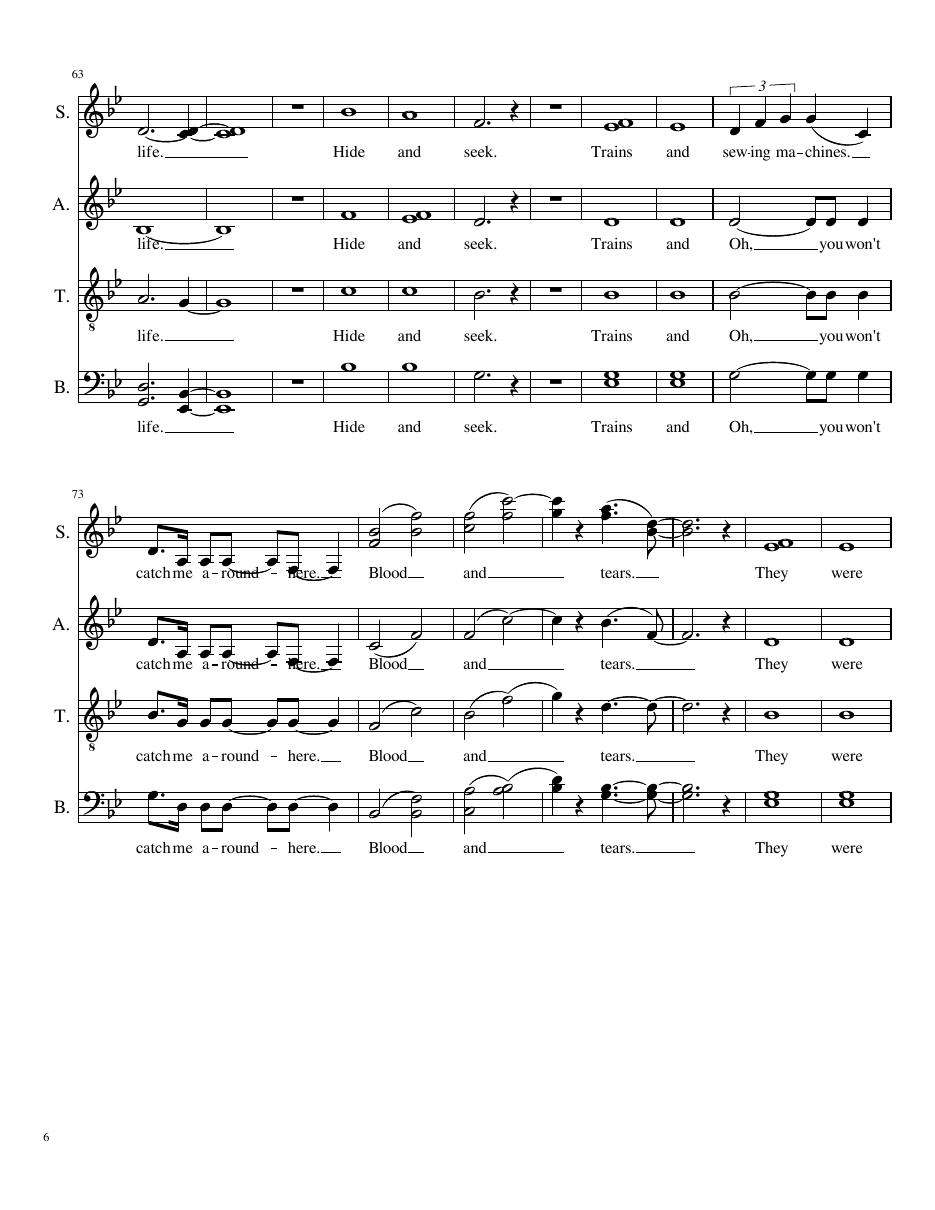 63
3
S.
life. Hide and seek. Trains and sew-ing ma-chines.
A.
life. Hide and seek. Trains and Oh, you won't
T.
8
life. Hide and seek. Trains and Oh, you won't
B.
life. Hide and seek. Trains and Oh, you won't
73
S.
catch me a-round - here. Blood and tears. They were
A.
catch me a-round - here. Blood and tears. They were
T.
8
catch me a-round - here. Blood and tears. They were
B.
catch me a-round - here. Blood and tears. They were
6